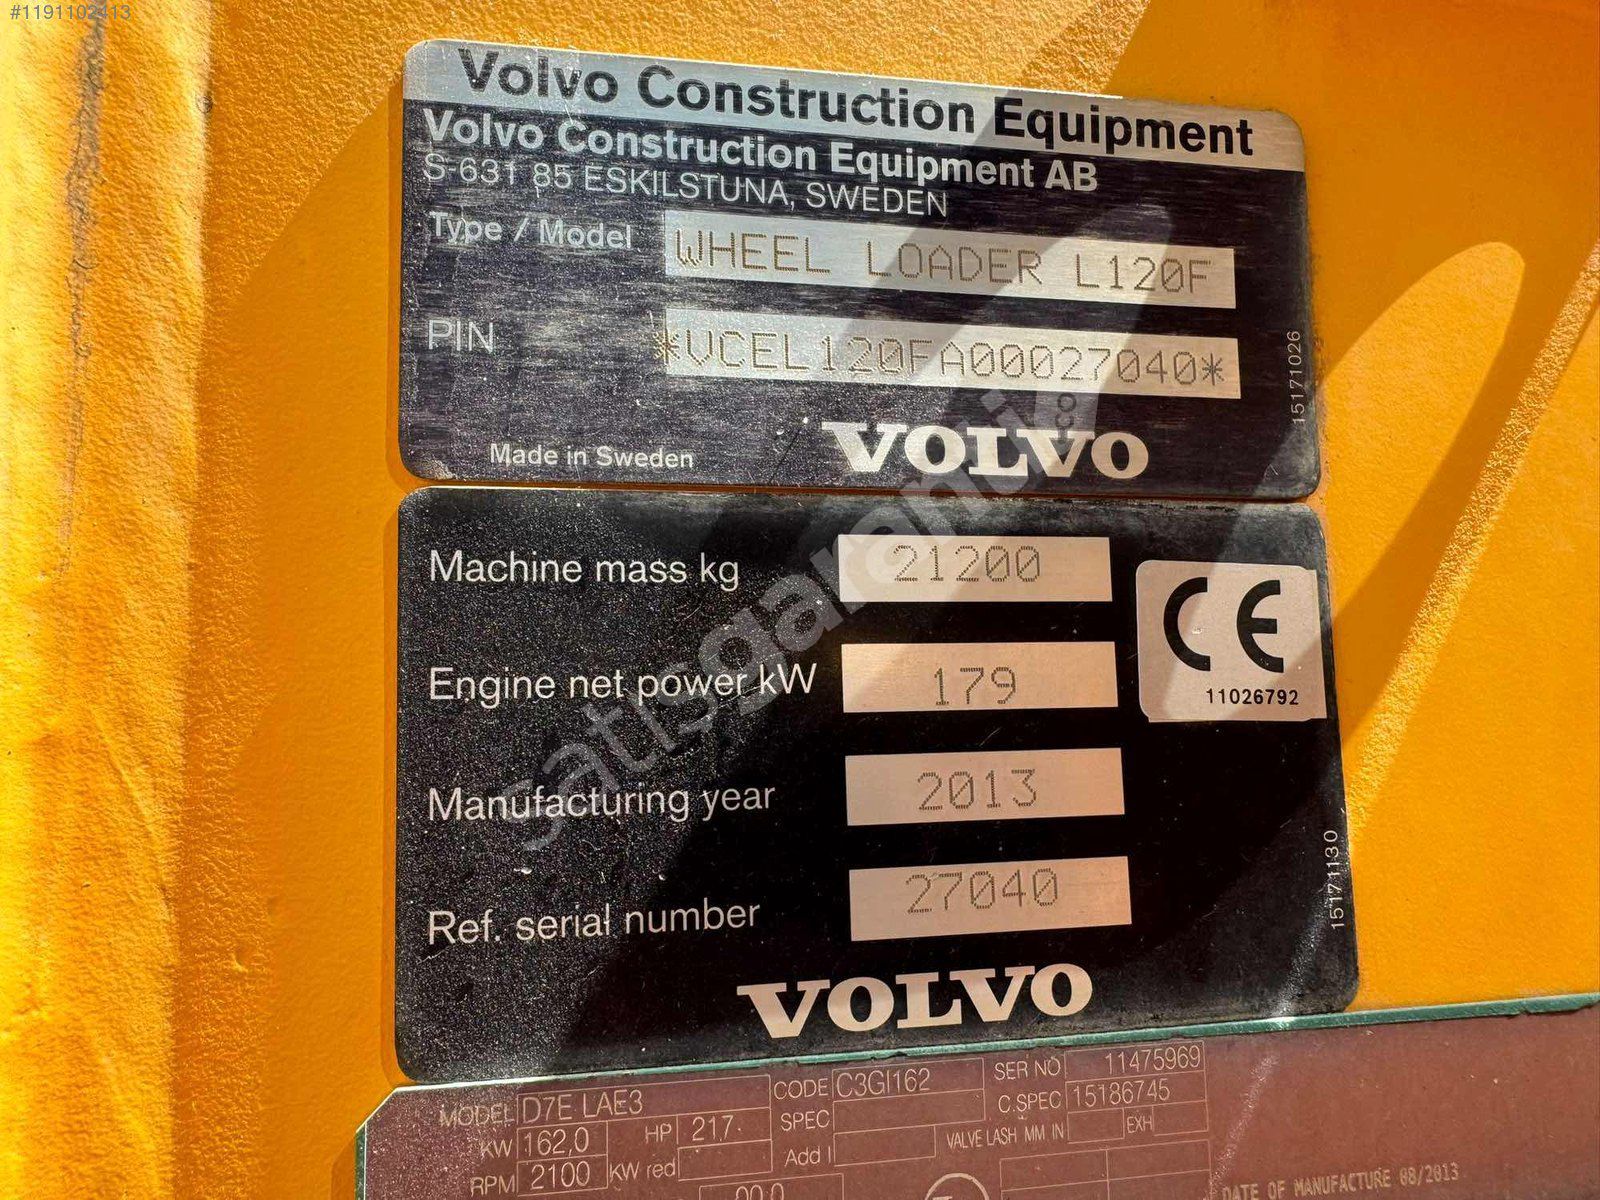 #1191102413
Volvo Construction Equipment
Volvo Construction Equipment AB
S-631 85 ESKILSTUNA, SWEDEN
Type / Model WHEEL LOADER L120F
PIN *VCEL120FA00027040*
15171026
Made in Sweden VOLVO
satisgaranti.co
Machine mass kg 21200
CE
11026792
Engine net power kW 179
Manufacturing year 2013
Ref. serial number 27040
15171130
VOLVO
MODEL D7E LAE3 CODE C3GI162 SER NO 11475969
KW 162,0 HP 217. SPEC C.SPEC 15186745
RPM 2100 KW red Add I VALVE LASH MM IN EXH
DATE OF MANUFACTURE 08/2013